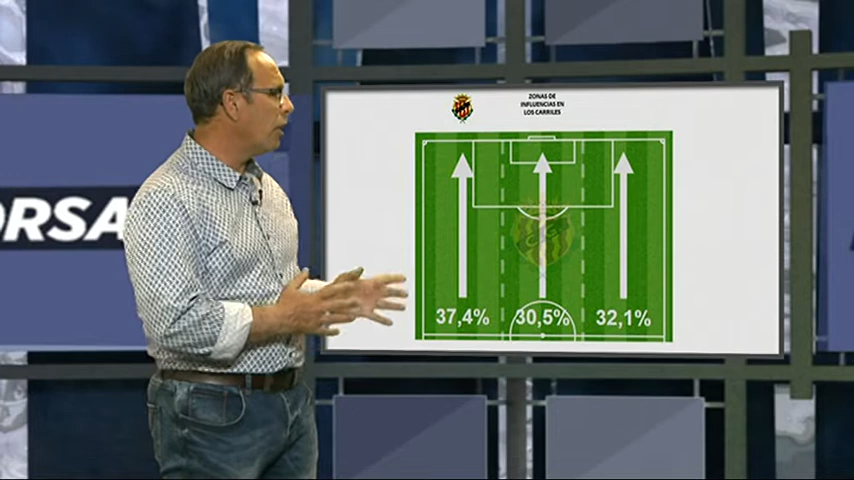 ORSA
ZONAS DE
INFLUENCIAS EN
LOS CARRILES
37,4% 30,5% 32,1%